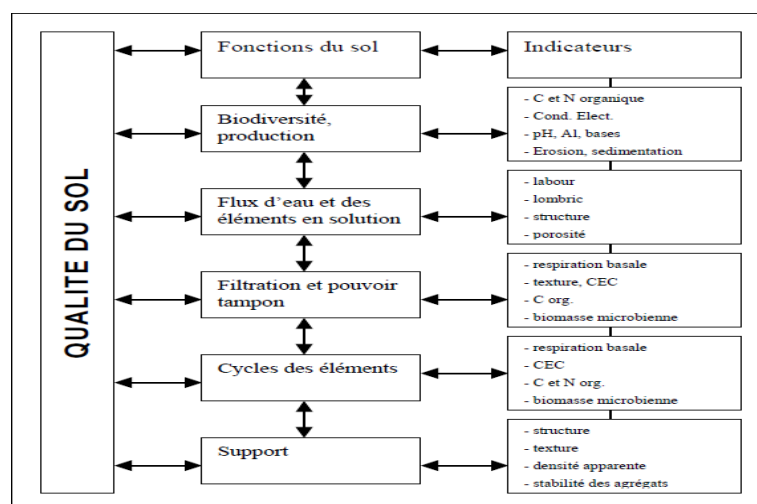 QUALITE DU SOL
Fonctions du sol
Indicateurs
Biodiversité,
production
- C et N organique
- Cond. Elect.
- pH, Al, bases
- Erosion, sedimentation
Flux d'eau et des
éléments en solution
- labour
- lombric
- structure
- porosité
Filtration et pouvoir
tampon
- respiration basale
- texture, CEC
- C org.
- biomasse microbienne
Cycles des éléments
- respiration basale
- CEC
- C et N org.
- biomasse microbienne
Support
- structure
- texture
- densité apparente
- stabilité des agrégats